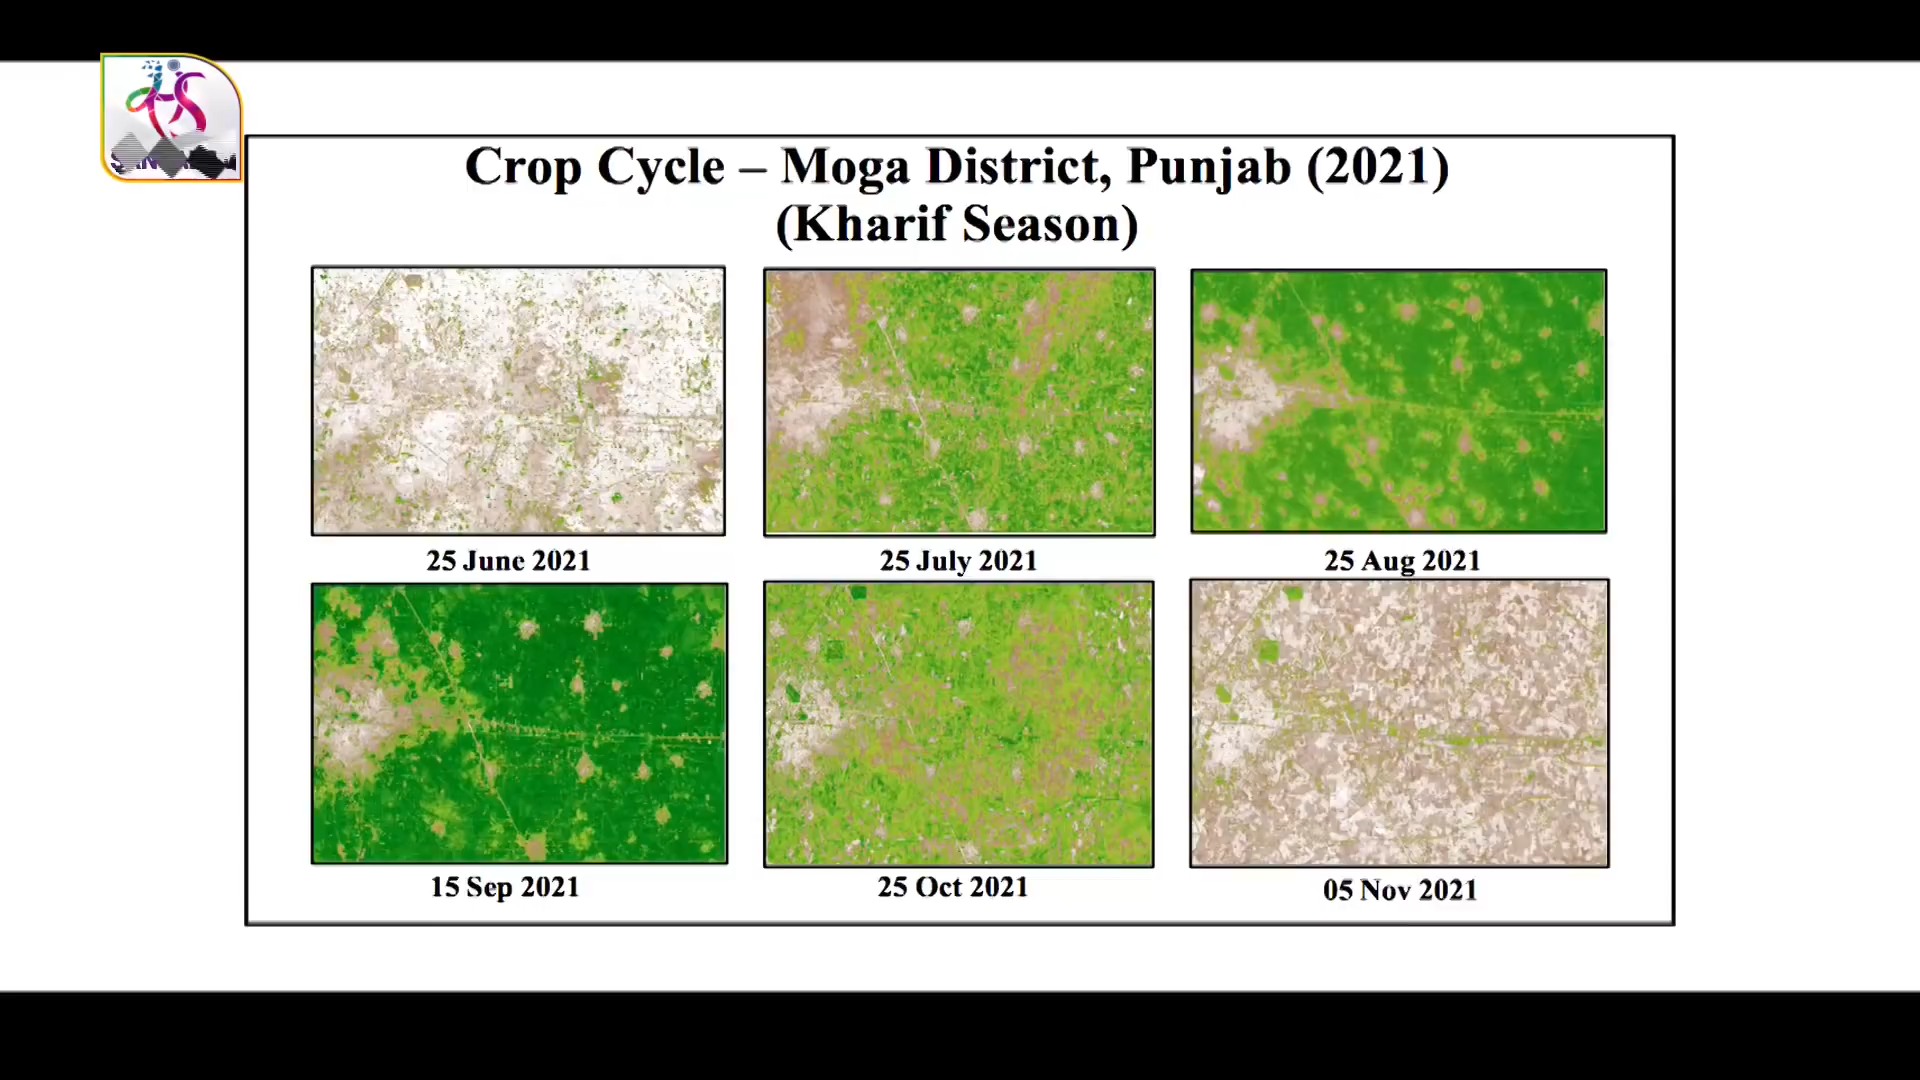 Crop Cycle – Moga District, Punjab (2021)
(Kharif Season)
25 June 2021
25 July 2021
25 Aug 2021
15 Sep 2021
25 Oct 2021
05 Nov 2021